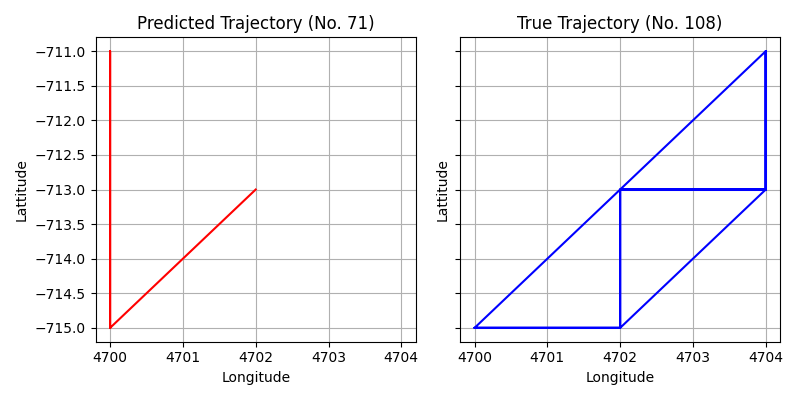 Predicted Trajectory (No. 71)
True Trajectory (No. 108)
−711.0
−711.5
−712.0
−712.5
−713.0
−713.5
−714.0
−714.5
−715.0
Lattitude
4700 4701 4702 4703 4704
Longitude
Lattitude
4700 4701 4702 4703 4704
Longitude